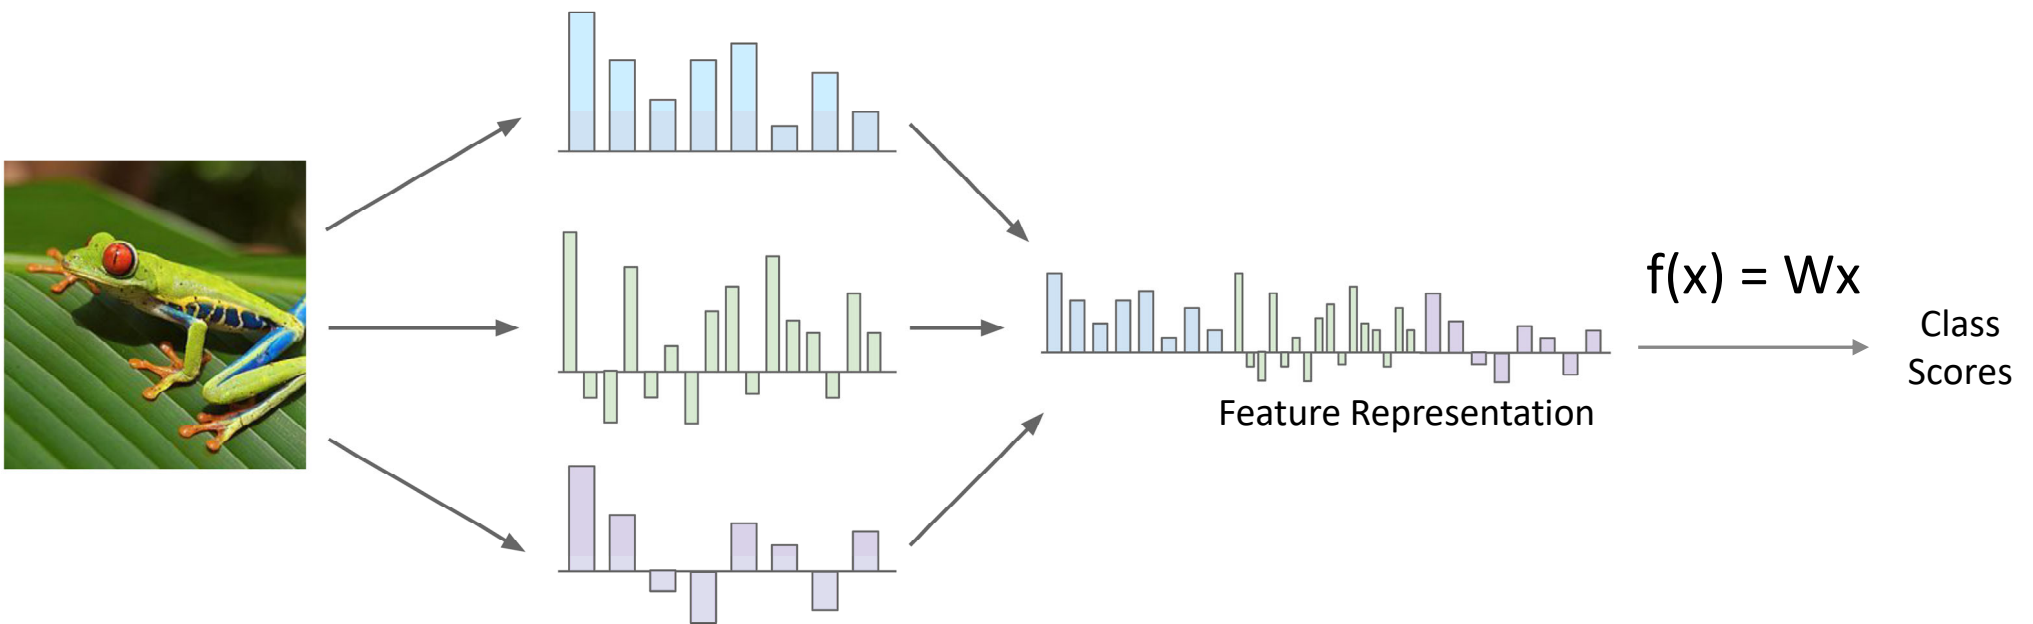 f(x) = Wx
Class
Scores
Feature Representation